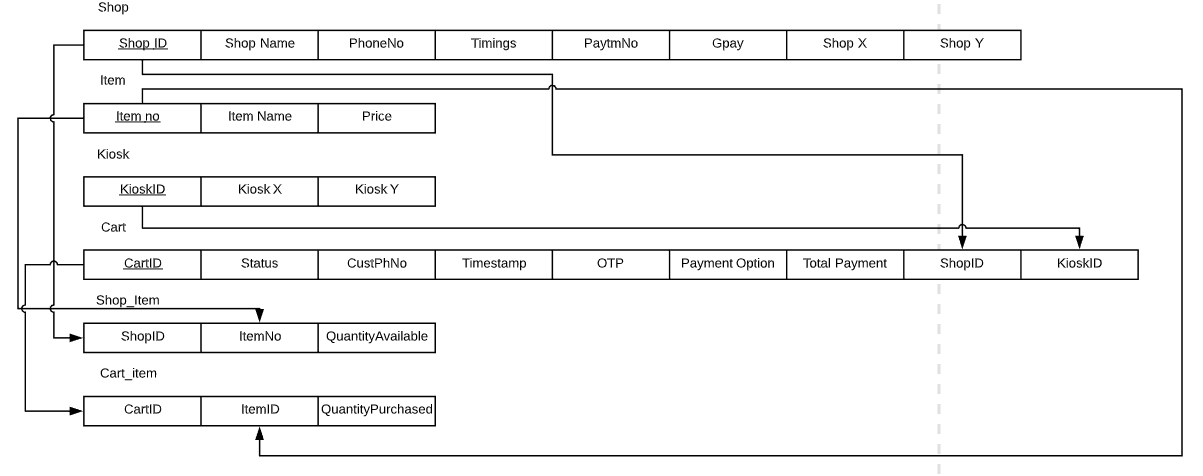 Shop
Shop ID Shop Name PhoneNo Timings PaytmNo Gpay Shop X Shop Y
Item
Item no Item Name Price
Kiosk
KioskID Kiosk X Kiosk Y
Cart
CartID Status CustPhNo Timestamp OTP Payment Option Total Payment ShopID KioskID
Shop_Item
ShopID ItemNo QuantityAvailable
Cart_item
CartID ItemID QuantityPurchased